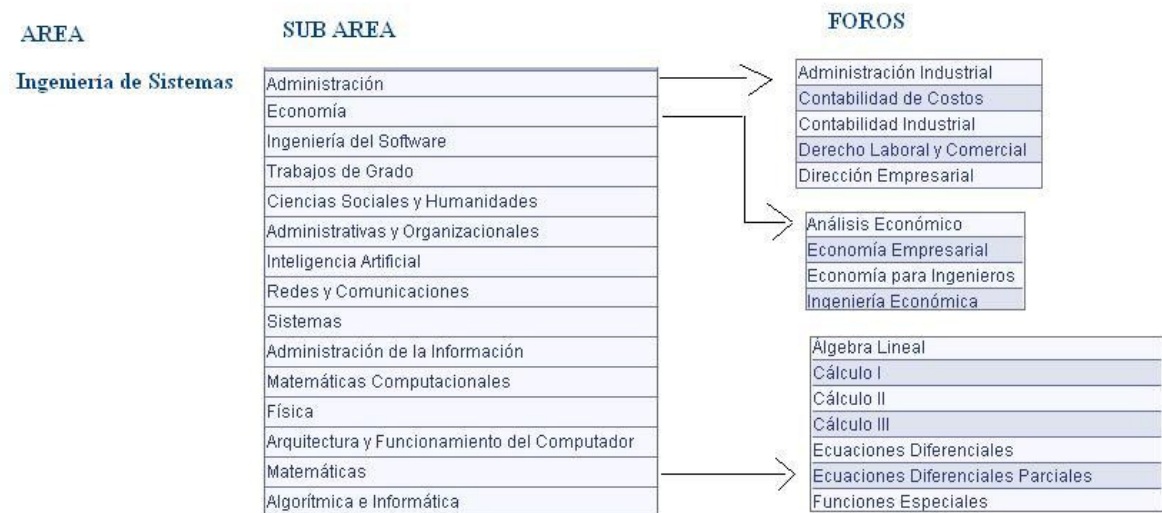 AREA
SUB AREA
FOROS
Ingeniería de Sistemas
Administración
Economía
Ingeniería del Software
Trabajos de Grado
Ciencias Sociales y Humanidades
Administrativas y Organizacionales
Inteligencia Artificial
Redes y Comunicaciones
Sistemas
Administración de la Información
Matemáticas Computacionales
Física
Arquitectura y Funcionamiento del Computador
Matemáticas
Algorítmica e Informática
Administración Industrial
Contabilidad de Costos
Contabilidad Industrial
Derecho Laboral y Comercial
Dirección Empresarial
Análisis Económico
Economía Empresarial
Economía para Ingenieros
Ingeniería Económica
Álgebra Lineal
Cálculo I
Cálculo II
Cálculo III
Ecuaciones Diferenciales
Ecuaciones Diferenciales Parciales
Funciones Especiales